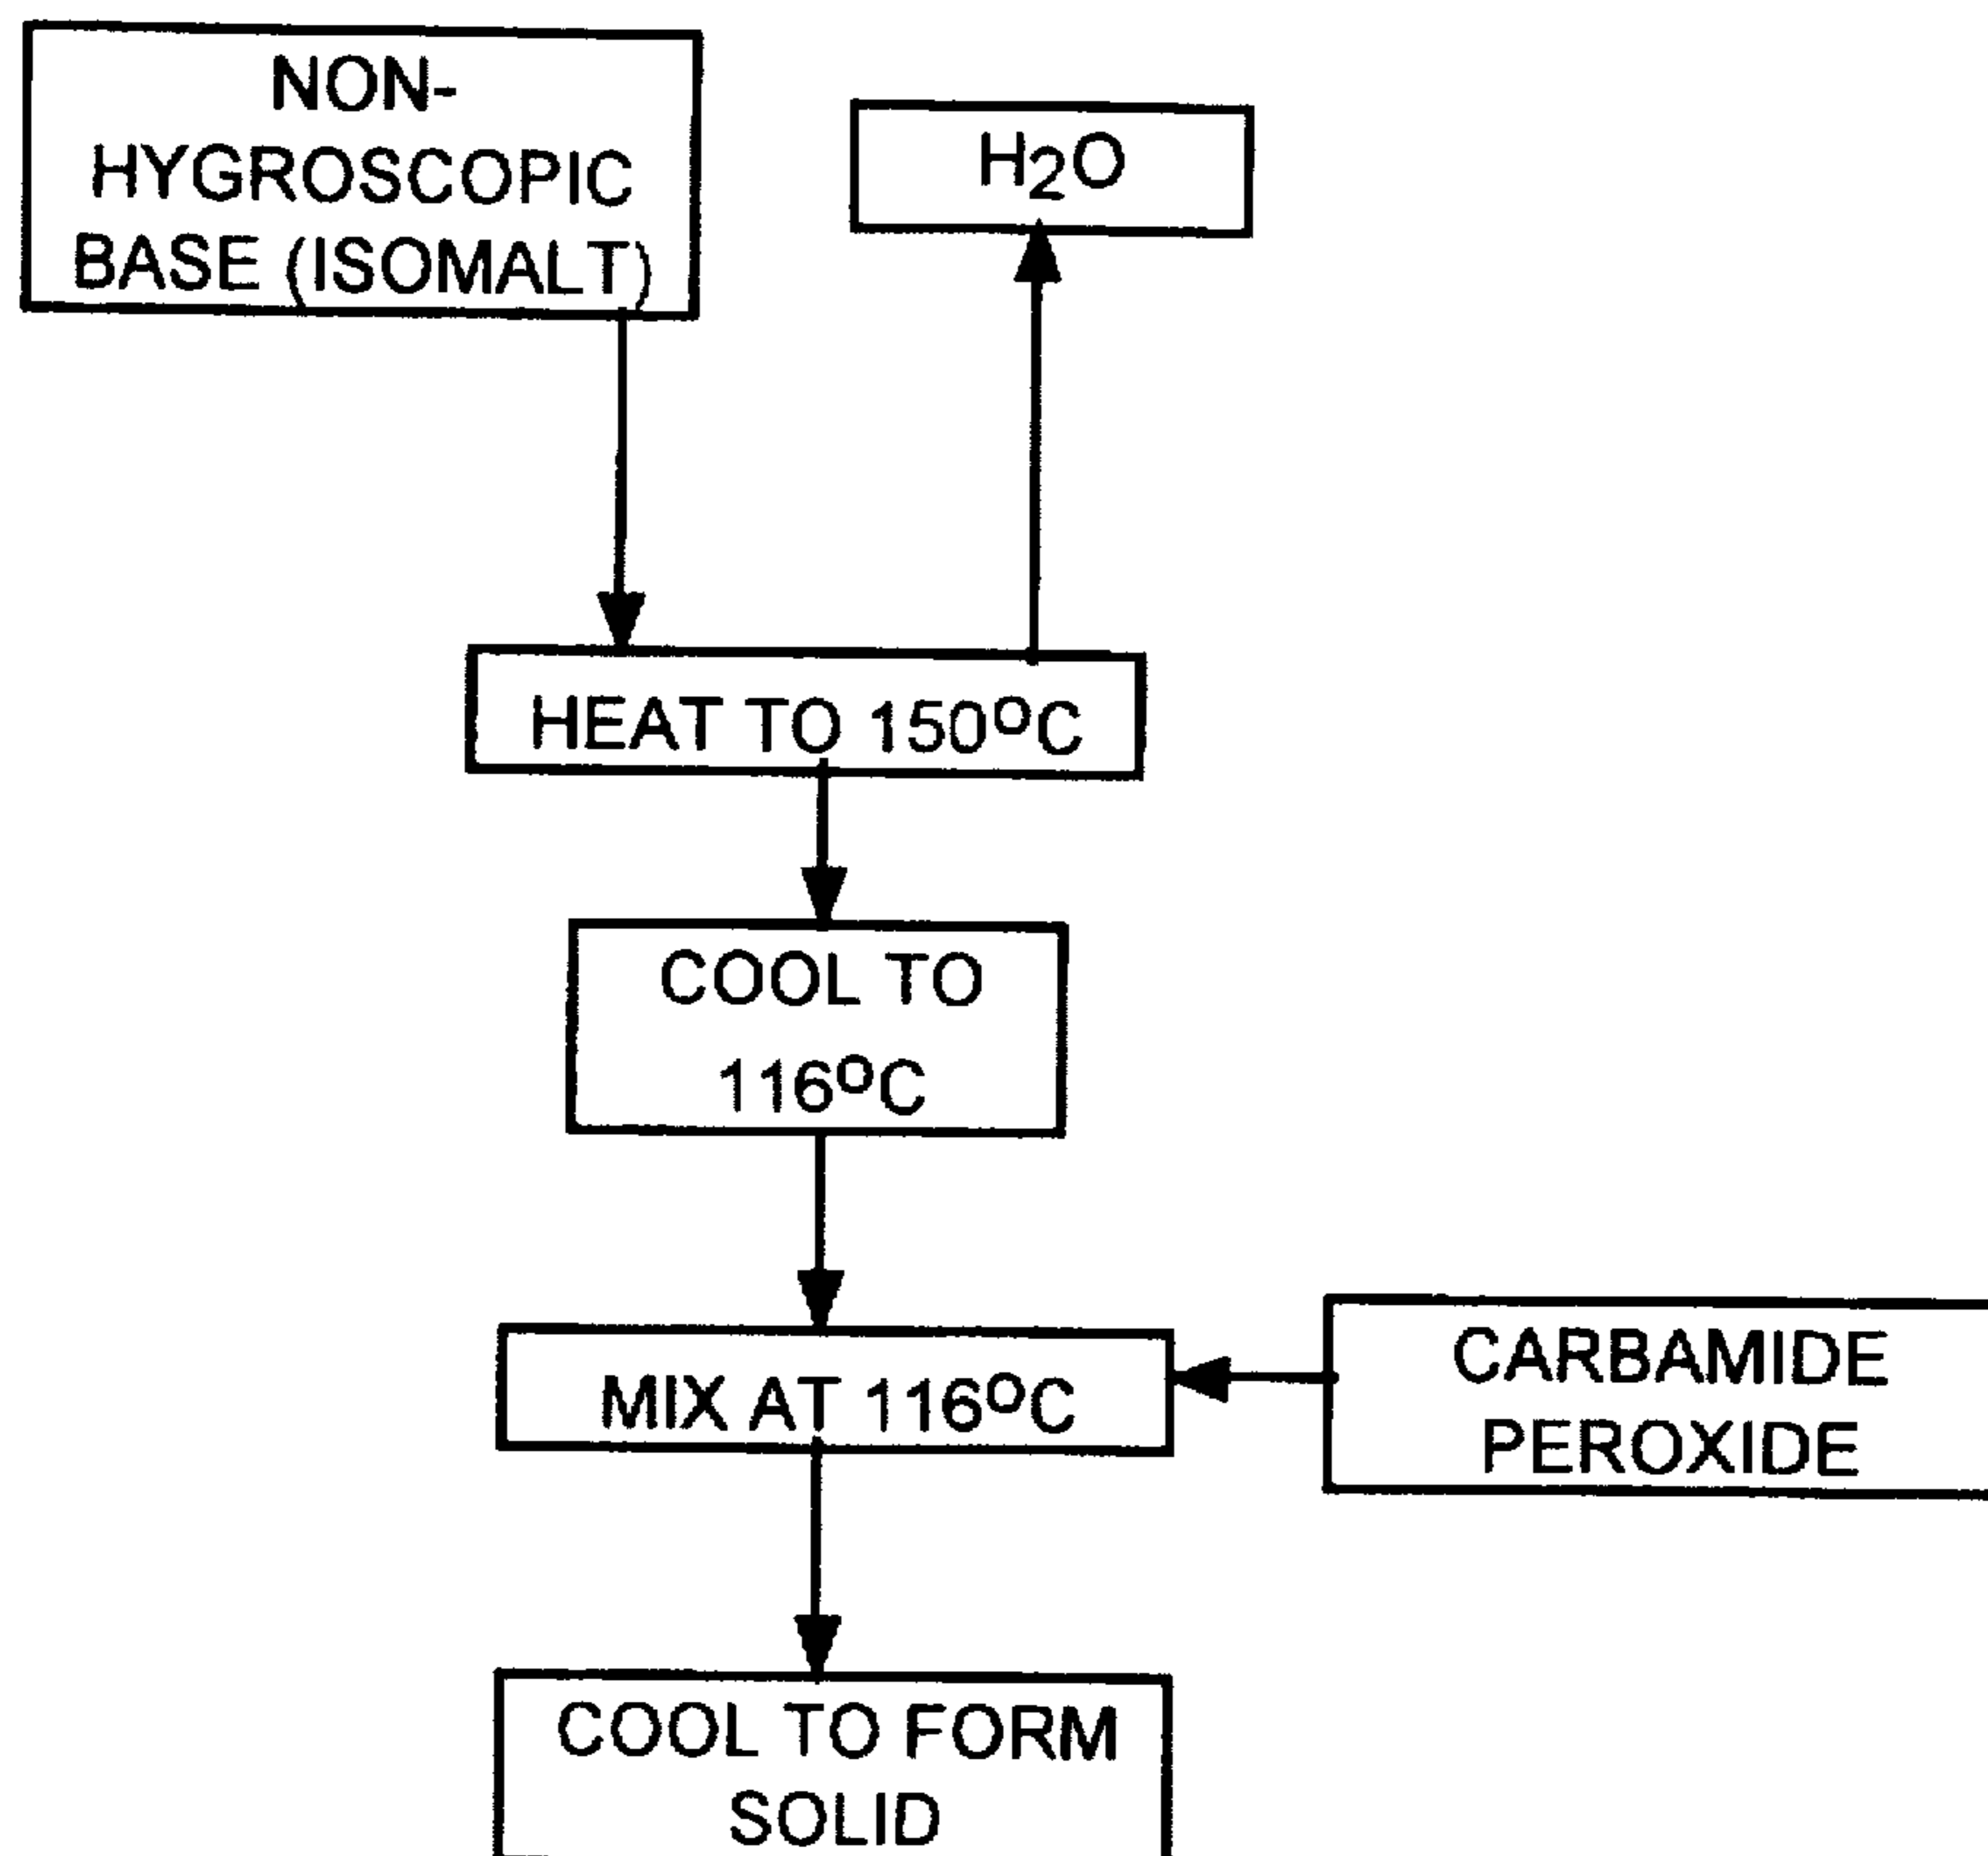 NON-
HYGROSCOPIC
BASE (ISOMALT)
H2O
HEAT TO 150ºC
COOL TO
116ºC
MIX AT 116ºC
CARBAMIDE
PEROXIDE
COOL TO FORM
SOLID